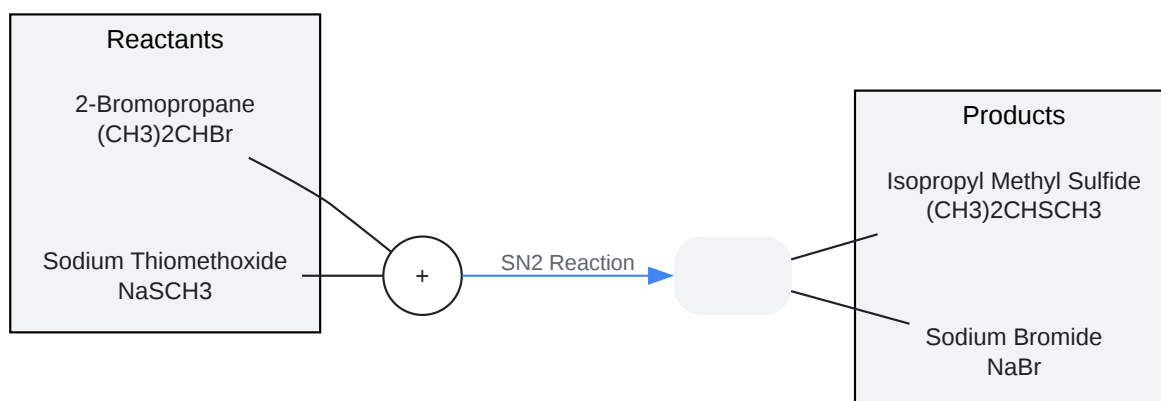 Reactants
2-Bromopropane
(CH3)2CHBr
Sodium Thiomethoxide
NaSCH3
+
SN2 Reaction
Products
Isopropyl Methyl Sulfide
(CH3)2CHSCH3
Sodium Bromide
NaBr